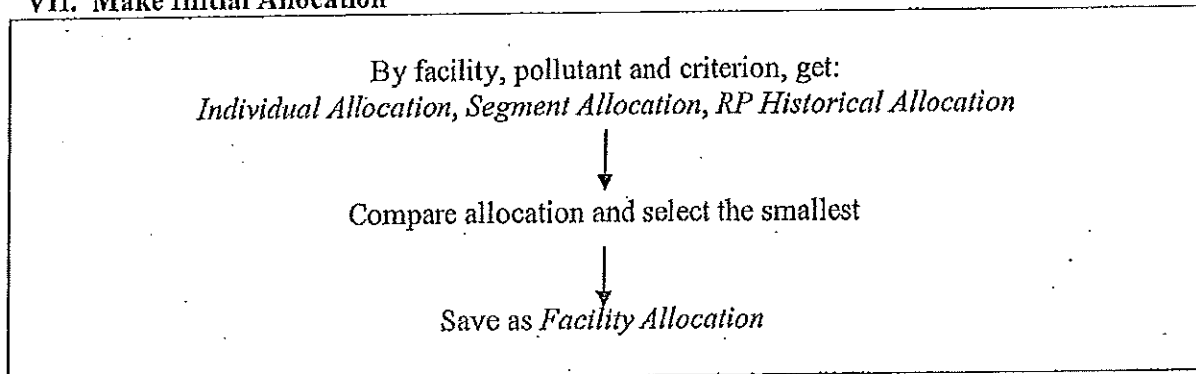 VII. Make Initial Allocation
By facility, pollutant and criterion, get:
Individual Allocation, Segment Allocation, RP Historical Allocation
Compare allocation and select the smallest
Save as Facility Allocation